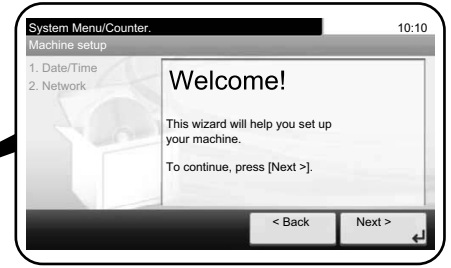 System Menu/Counter.
10:10
Machine setup
1. Date/Time
2. Network
Welcome!
This wizard will help you set up
your machine.
To continue, press [Next >].
< Back
Next >